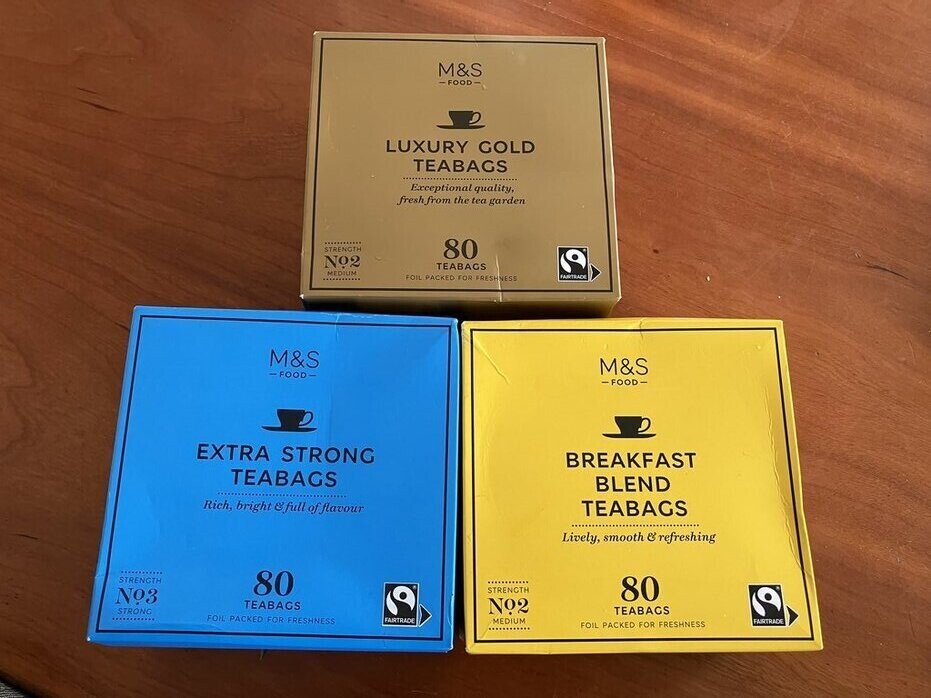 M&S
FOOD
LUXURY GOLD
TEABAGS
Exceptional quality,
fresh from the tea garden
STRENGTH
Nº2
MEDIUM
80
TEABAGS
FOIL PACKED FOR FRESHNESS
FAIRTRADE
M&S
FOOD
EXTRA STRONG
TEABAGS
Rich, bright & full of flavour
STRENGTH
Nº3
STRONG
80
TEABAGS
FOIL PACKED FOR FRESHNESS
FAIRTRADE
M&S
FOOD
BREAKFAST
BLEND
TEABAGS
Lively, smooth & refreshing
STRENGTH
Nº2
MEDIUM
80
TEABAGS
FOIL PACKED FOR FRESHNESS
FAIRTRADE